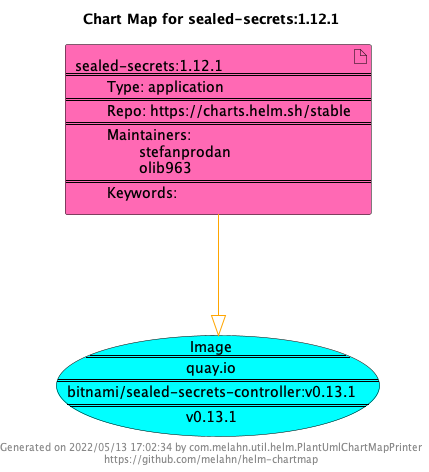 Chart Map for sealed-secrets:1.12.1
sealed-secrets:1.12.1
Type: application
Repo: https://charts.helm.sh/stable
Maintainers:
stefanprodan
olib963
Keywords:
Image
quay.io
bitnami/sealed-secrets-controller:v0.13.1
v0.13.1
Generated on 2022/05/13 17:02:34 by com.melahn.util.helm.PlantUmlChartMapPrinter
https://github.com/melahn/helm-chartmap